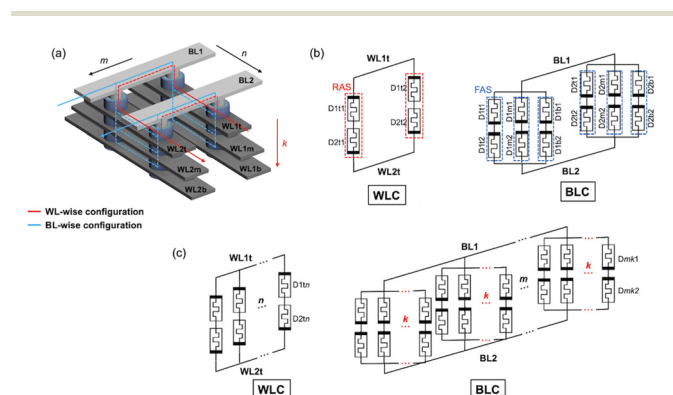 (a)
m
n
BL1
BL2
WL1t
WL2t
WL1m
WL2m
WL1b
WL2b
k
WL-wise configuration
BL-wise configuration
(b)
WL1t
RAS
D1t1
D2t1
D1t2
D2t2
WL2t
WLC
BL1
FAS
D1t1
D1t2
D1m1
D1m2
D1b1
D1b2
D2t1
D2t2
D2m1
D2m2
D2b1
D2b2
BL2
BLC
(c)
WL1t
... n ...
D1tn
D2tn
WL2t
WLC
BL1
... k ...
... k ...
... m ...
... k ...
Dmk1
Dmk2
BL2
BLC